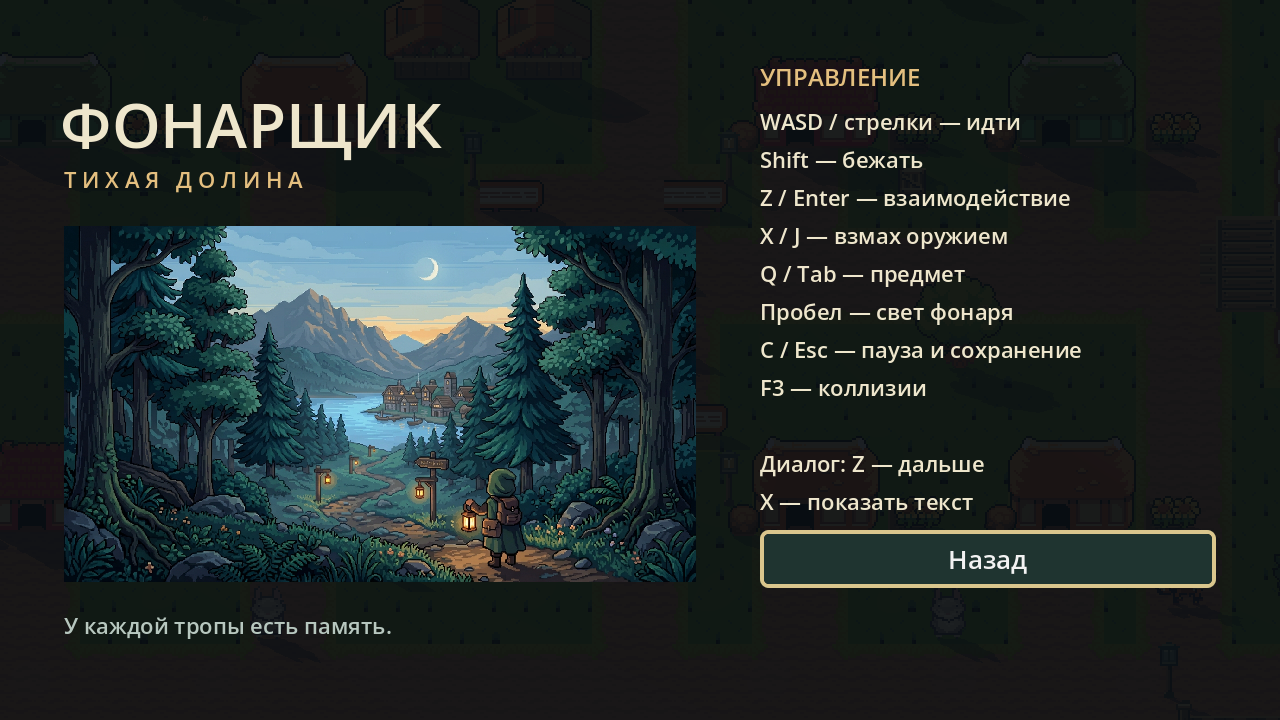 ФОНАРЩИК
ТИХАЯ ДОЛИНА
У каждой тропы есть память.
УПРАВЛЕНИЕ
WASD / стрелки — идти
Shift — бежать
Z / Enter — взаимодействие
X / J — взмах оружием
Q / Tab — предмет
Пробел — свет фонаря
C / Esc — пауза и сохранение
F3 — коллизии
Диалог: Z — дальше
X — показать текст
Назад